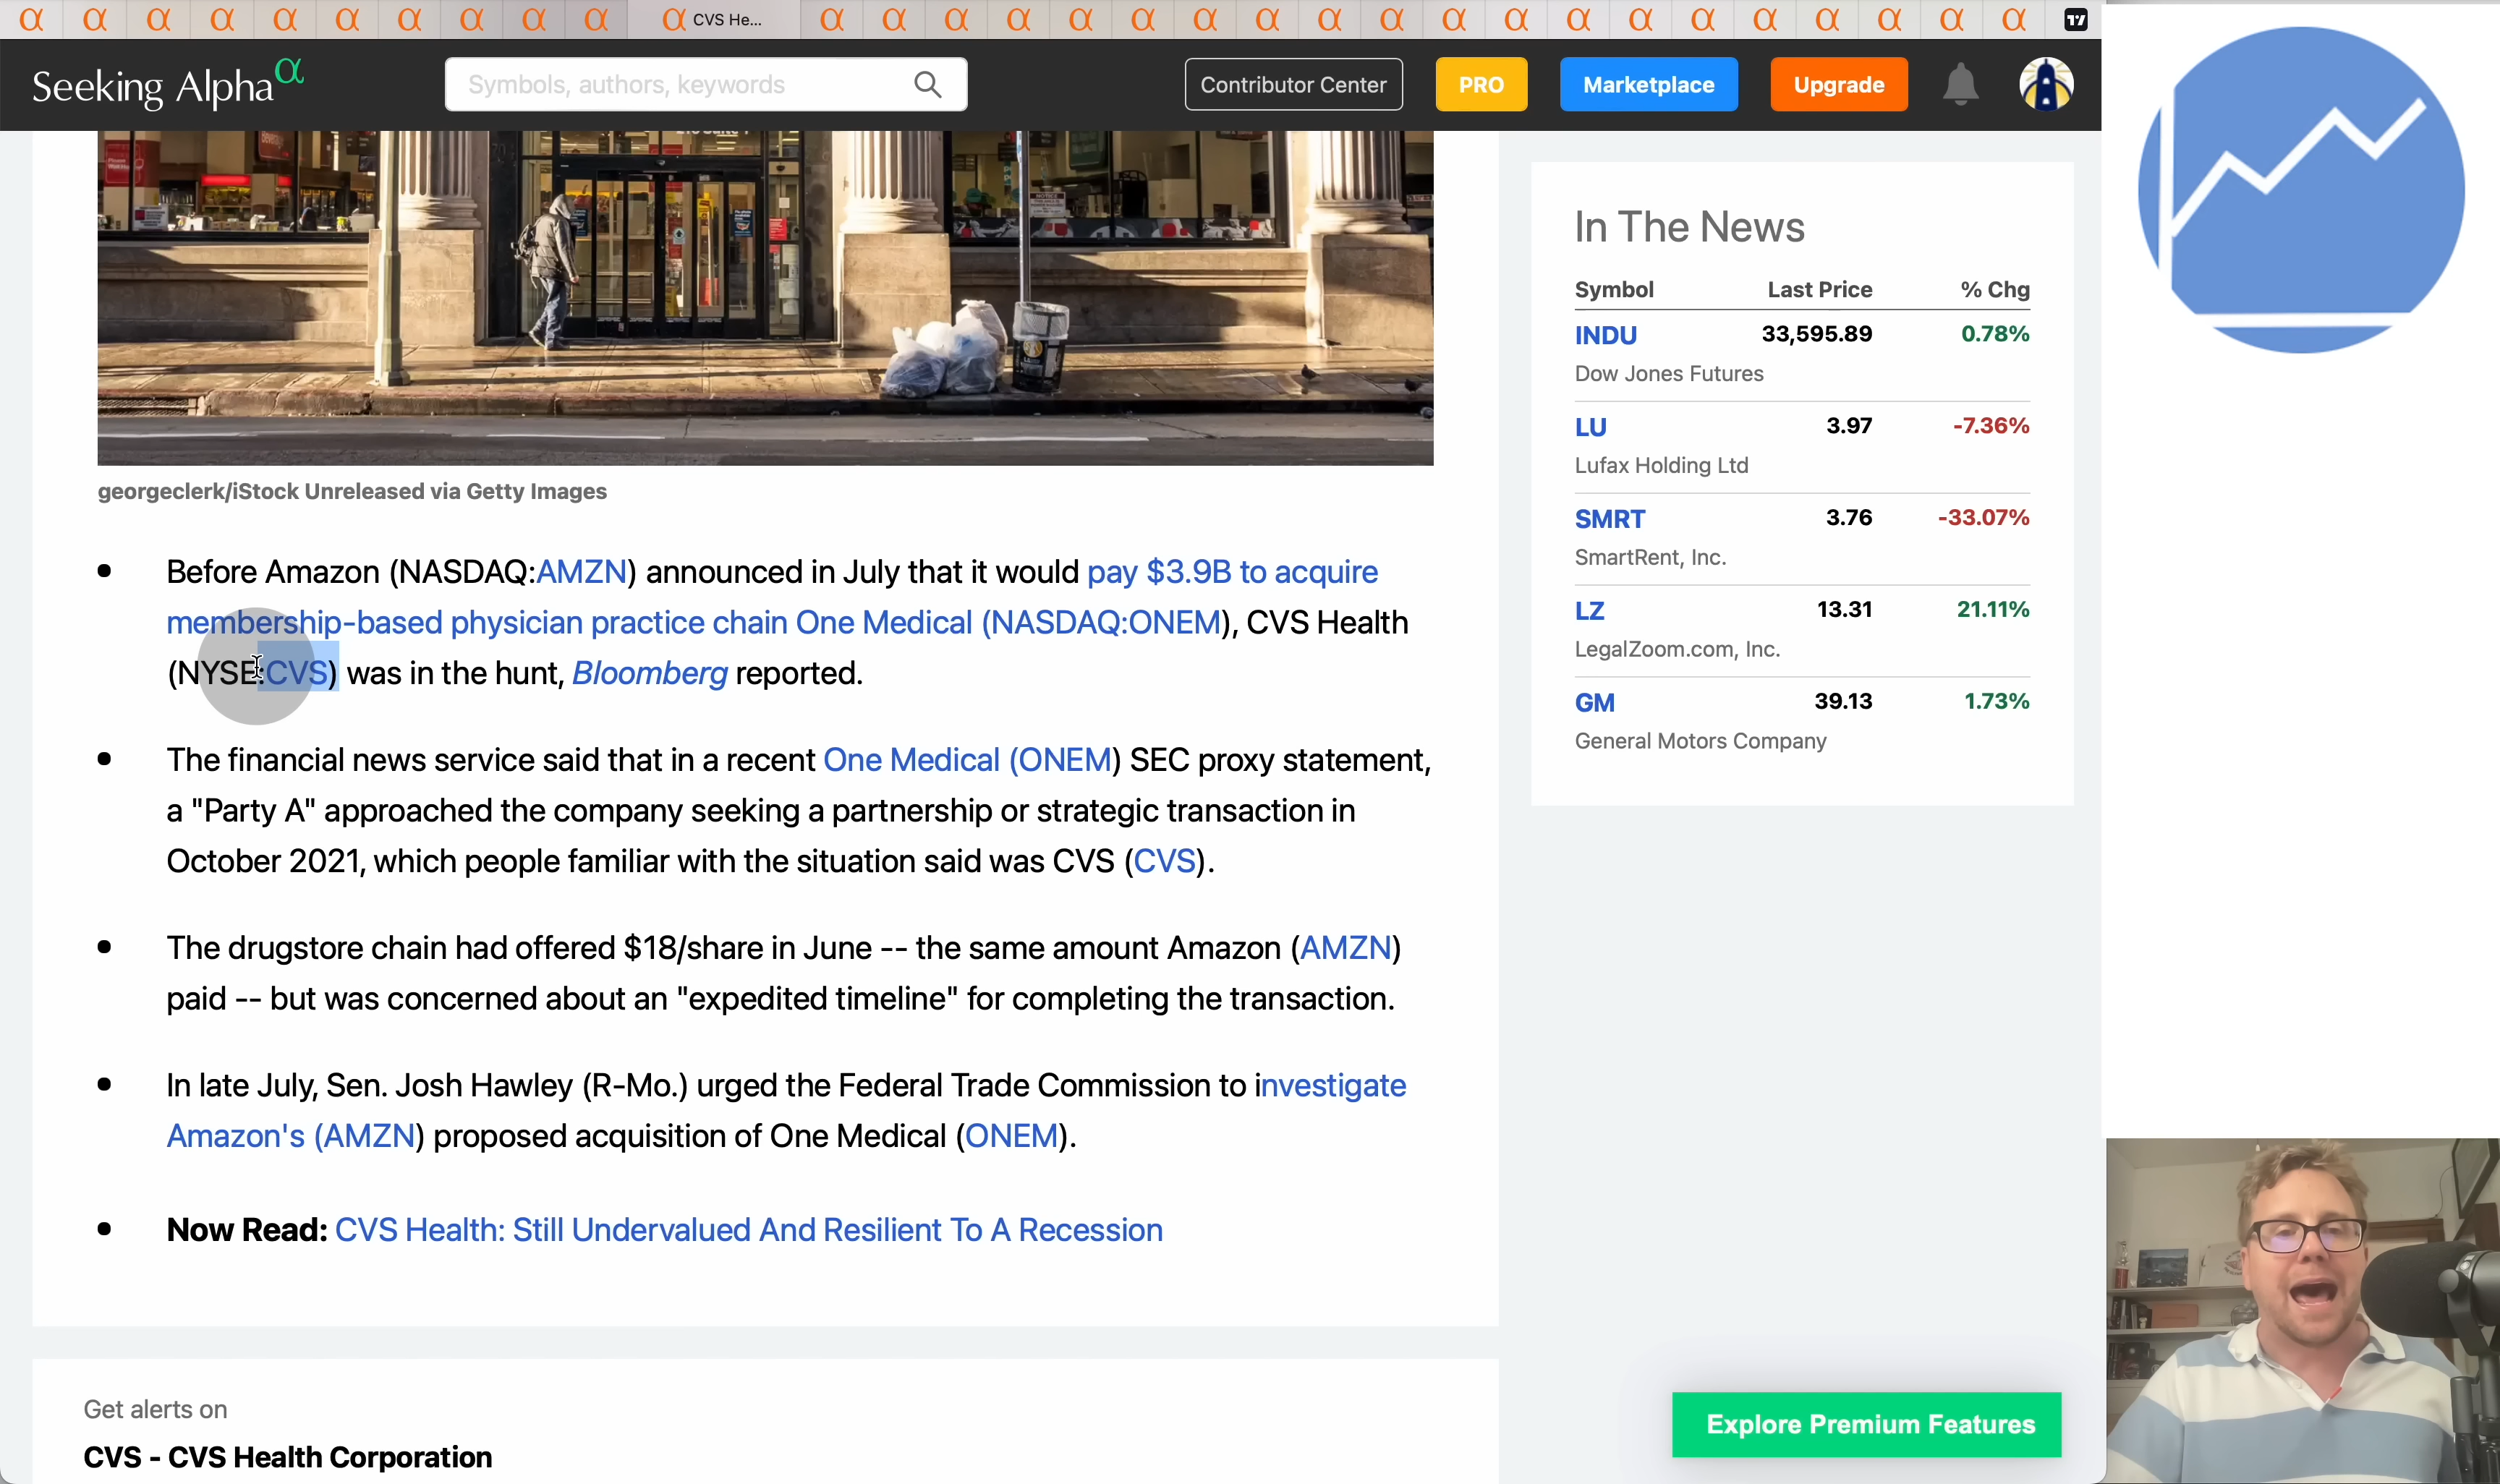 CVS He...
Seeking Alpha α
Symbols, authors, keywords
Contributor Center
PRO
Marketplace
Upgrade
georgeclerk/iStock Unreleased via Getty Images
• Before Amazon (NASDAQ:AMZN) announced in July that it would pay $3.9B to acquire
membership-based physician practice chain One Medical (NASDAQ:ONEM), CVS Health
(NYSE:CVS) was in the hunt, Bloomberg reported.
• The financial news service said that in a recent One Medical (ONEM) SEC proxy statement,
a "Party A" approached the company seeking a partnership or strategic transaction in
October 2021, which people familiar with the situation said was CVS (CVS).
• The drugstore chain had offered $18/share in June -- the same amount Amazon (AMZN)
paid -- but was concerned about an "expedited timeline" for completing the transaction.
• In late July, Sen. Josh Hawley (R-Mo.) urged the Federal Trade Commission to investigate
Amazon's (AMZN) proposed acquisition of One Medical (ONEM).
• Now Read: CVS Health: Still Undervalued And Resilient To A Recession
Get alerts on
CVS - CVS Health Corporation
In The News
Symbol Last Price % Chg
INDU 33,595.89 0.78%
Dow Jones Futures
LU 3.97 -7.36%
Lufax Holding Ltd
SMRT 3.76 -33.07%
SmartRent, Inc.
LZ 13.31 21.11%
LegalZoom.com, Inc.
GM 39.13 1.73%
General Motors Company
Explore Premium Features